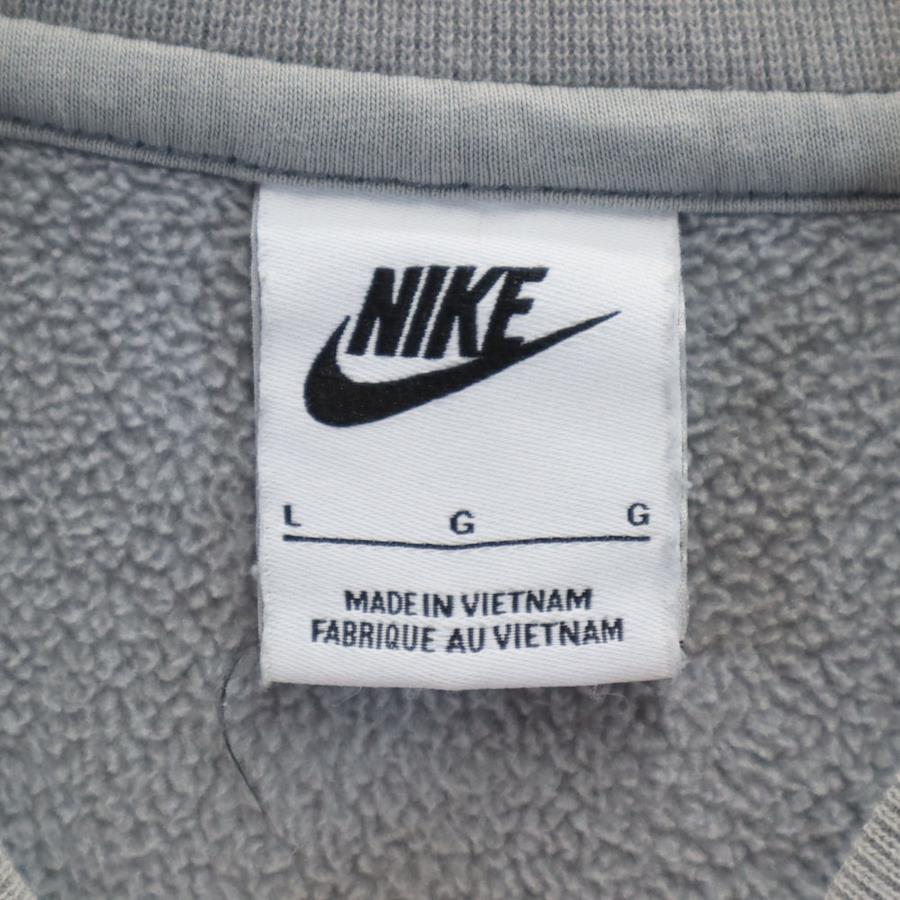 NIKE
L G G
MADE IN VIETNAM
FABRIQUE AU VIETNAM